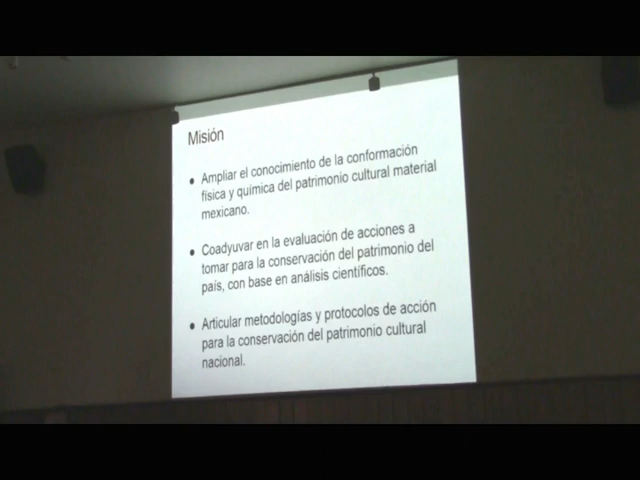 Misión
• Ampliar el conocimiento de la conformación
física y química del patrimonio cultural material
mexicano.
• Coadyuvar en la evaluación de acciones a
tomar para la conservación del patrimonio del
país, con base en análisis científicos.
• Articular metodologías y protocolos de acción
para la conservación del patrimonio cultural
nacional.